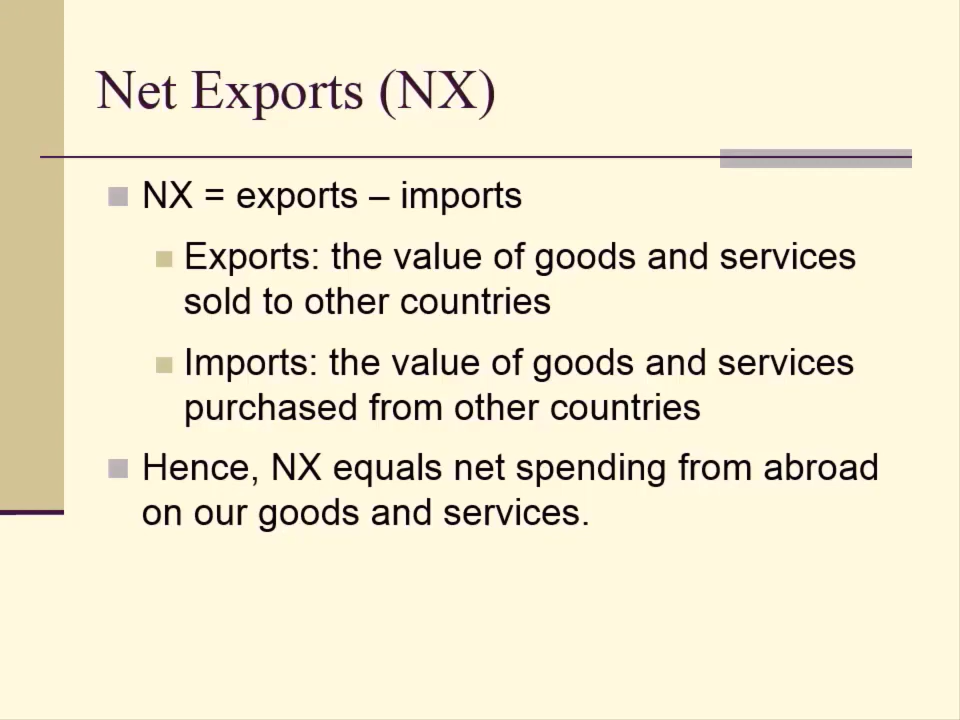 Net Exports (NX)
NX = exports – imports
Exports: the value of goods and services
sold to other countries
Imports: the value of goods and services
purchased from other countries
Hence, NX equals net spending from abroad
on our goods and services.